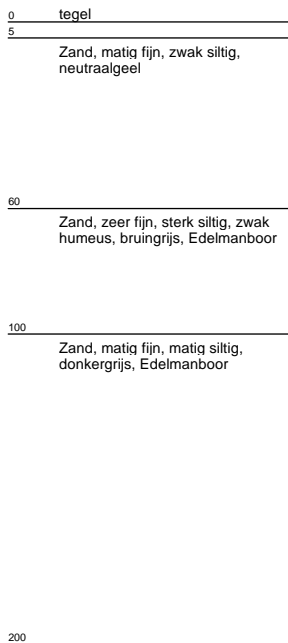 0 tegel
5
Zand, matig fijn, zwak siltig,
neutraalgeel
60
Zand, zeer fijn, sterk siltig, zwak
humeus, bruingrijs, Edelmanboor
100
Zand, matig fijn, matig siltig,
donkergrijs, Edelmanboor
200